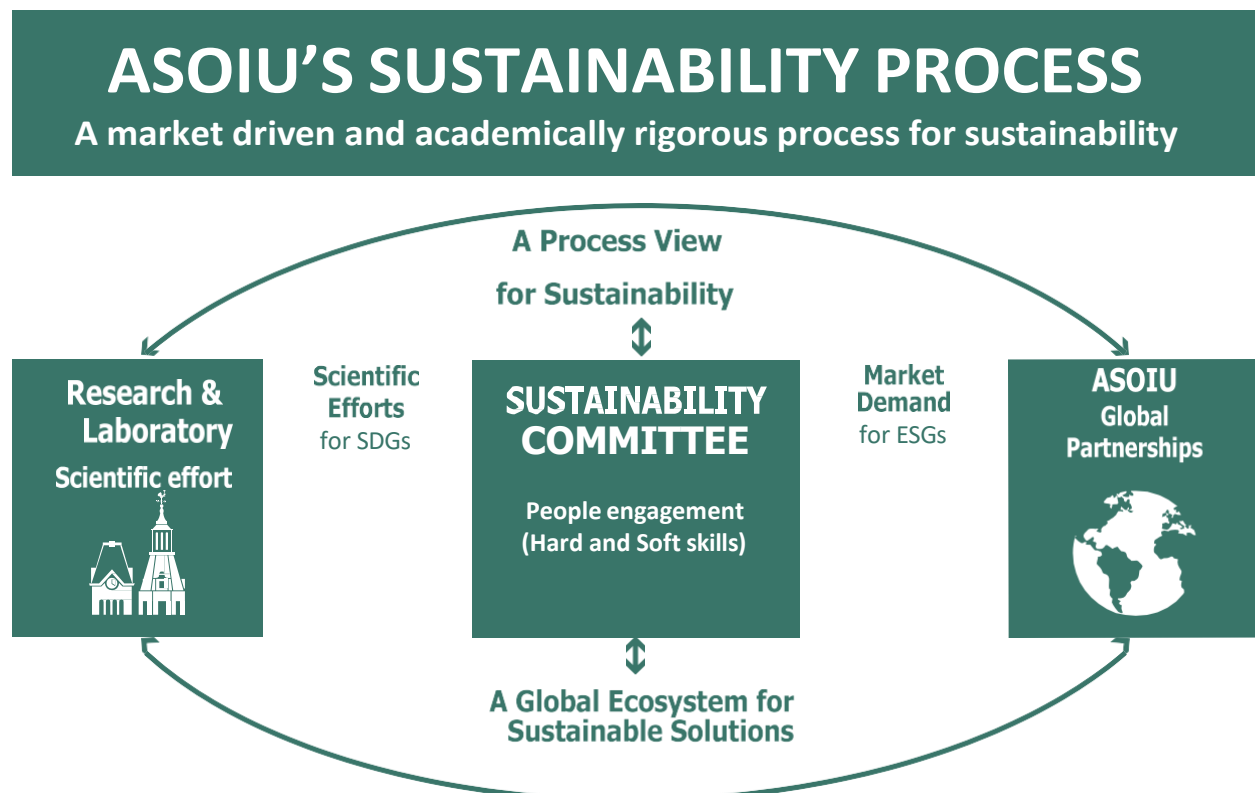 ASOIU’S SUSTAINABILITY PROCESS
A market driven and academically rigorous process for sustainability
A Process View
for Sustainability
Research &
Laboratory
Scientific effort
Scientific
Efforts
for SDGs
SUSTAINABILITY
COMMITTEE
People engagement
(Hard and Soft skills)
Market
Demand
for ESGs
ASOIU
Global
Partnerships
A Global Ecosystem for
Sustainable Solutions